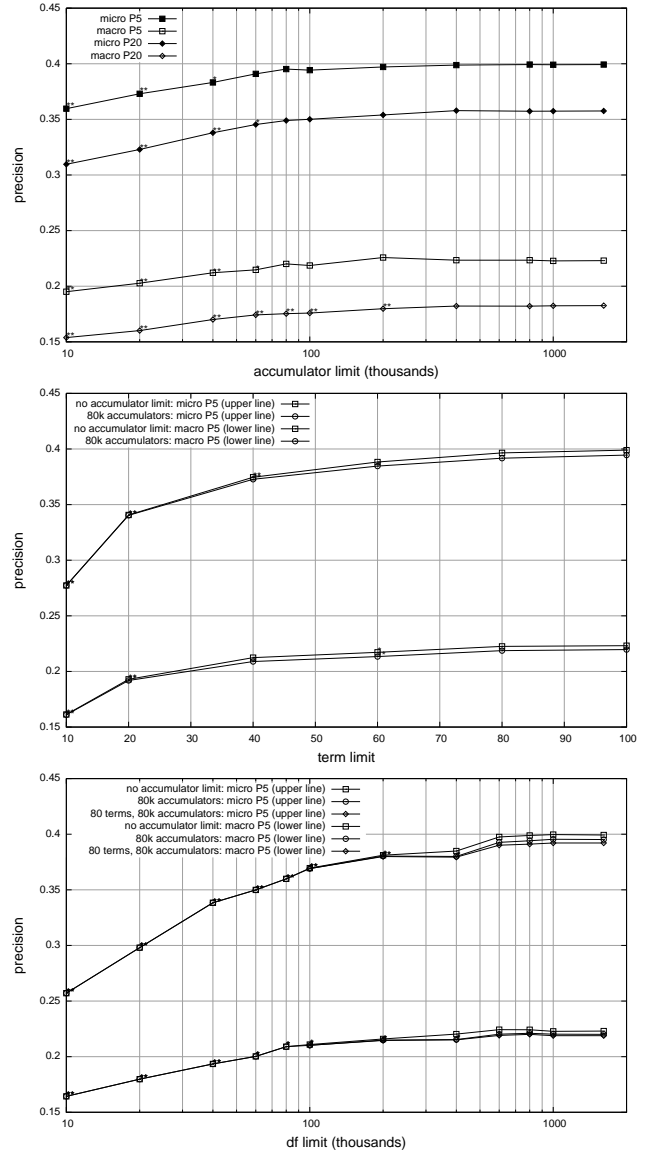 micro P5
macro P5
micro P20
macro P20
0.45
0.4
0.35
0.3
0.25
0.2
0.15
precision
10 100 1000
accumulator limit (thousands)
no accumulator limit: micro P5 (upper line)
80k accumulators: micro P5 (upper line)
no accumulator limit: macro P5 (lower line)
80k accumulators: macro P5 (lower line)
0.45
0.4
0.35
0.3
0.25
0.2
0.15
precision
10 20 30 40 50 60 70 80 90 100
term limit
no accumulator limit: micro P5 (upper line)
80k accumulators: micro P5 (upper line)
80 terms, 80k accumulators: micro P5 (upper line)
no accumulator limit: macro P5 (lower line)
80k accumulators: macro P5 (lower line)
80 terms, 80k accumulators: macro P5 (lower line)
0.45
0.4
0.35
0.3
0.25
0.2
0.15
precision
10 100 1000
df limit (thousands)